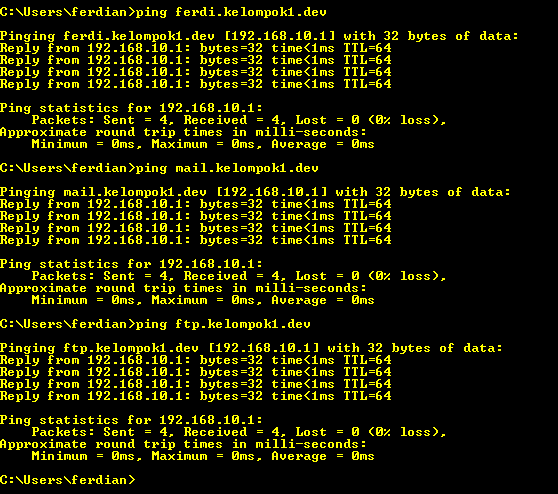 C:\Users\ferdian>ping ferdi.kelompok1.dev
Pinging ferdi.kelompok1.dev [192.168.10.1] with 32 bytes of data:
Reply from 192.168.10.1: bytes=32 time<1ms TTL=64
Reply from 192.168.10.1: bytes=32 time<1ms TTL=64
Reply from 192.168.10.1: bytes=32 time<1ms TTL=64
Reply from 192.168.10.1: bytes=32 time<1ms TTL=64
Ping statistics for 192.168.10.1:
    Packets: Sent = 4, Received = 4, Lost = 0 (0% loss),
Approximate round trip times in milli-seconds:
    Minimum = 0ms, Maximum = 0ms, Average = 0ms
C:\Users\ferdian>ping mail.kelompok1.dev
Pinging mail.kelompok1.dev [192.168.10.1] with 32 bytes of data:
Reply from 192.168.10.1: bytes=32 time<1ms TTL=64
Reply from 192.168.10.1: bytes=32 time<1ms TTL=64
Reply from 192.168.10.1: bytes=32 time<1ms TTL=64
Reply from 192.168.10.1: bytes=32 time<1ms TTL=64
Ping statistics for 192.168.10.1:
    Packets: Sent = 4, Received = 4, Lost = 0 (0% loss),
Approximate round trip times in milli-seconds:
    Minimum = 0ms, Maximum = 0ms, Average = 0ms
C:\Users\ferdian>ping ftp.kelompok1.dev
Pinging ftp.kelompok1.dev [192.168.10.1] with 32 bytes of data:
Reply from 192.168.10.1: bytes=32 time<1ms TTL=64
Reply from 192.168.10.1: bytes=32 time<1ms TTL=64
Reply from 192.168.10.1: bytes=32 time<1ms TTL=64
Reply from 192.168.10.1: bytes=32 time<1ms TTL=64
Ping statistics for 192.168.10.1:
    Packets: Sent = 4, Received = 4, Lost = 0 (0% loss),
Approximate round trip times in milli-seconds:
    Minimum = 0ms, Maximum = 0ms, Average = 0ms
C:\Users\ferdian>